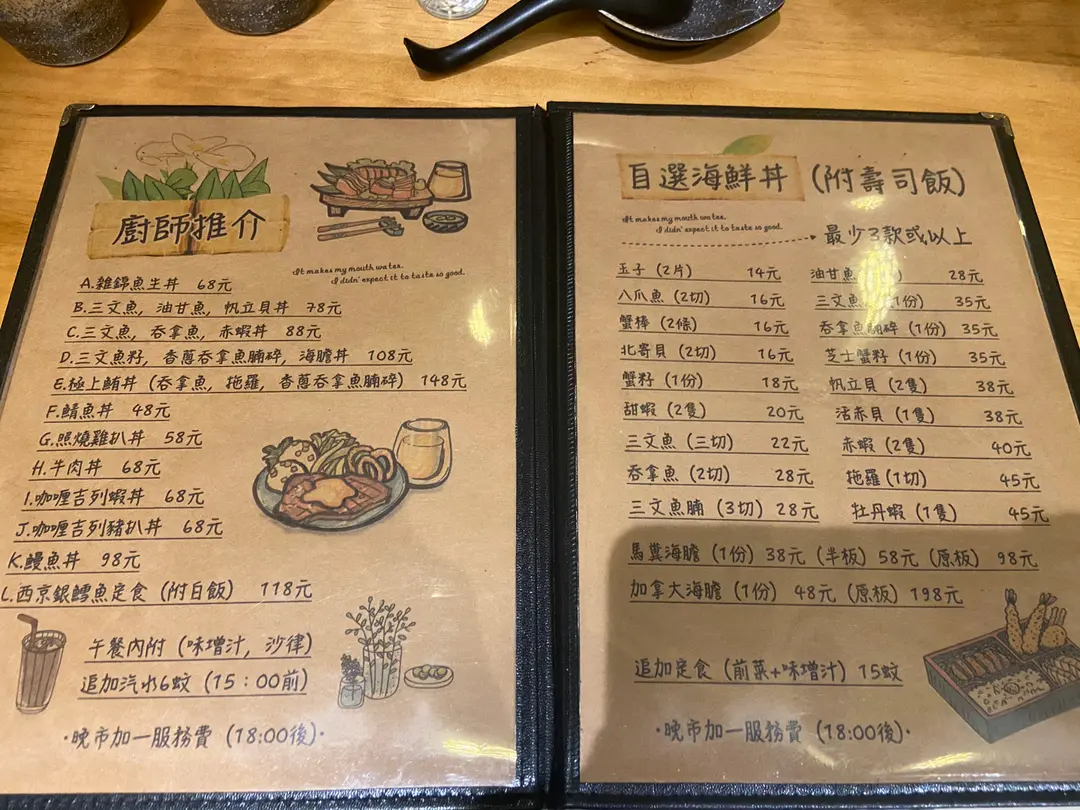 廚師推介
It makes my mouth water.
I didn' expect it to taste so good.
A.雜錦魚生丼 68元
B.三文魚, 油甘魚, 帆立貝丼 78元
C.三文魚, 吞拿魚, 赤蝦丼 88元
D.三文魚籽, 香蔥吞拿魚腩碎, 海膽丼 108元
E.極上鮪丼 (吞拿魚, 拖羅, 香蔥吞拿魚腩碎) 148元
F.鯖魚丼 48元
G.照燒雞扒丼 58元
H.牛肉丼 68元
I.咖喱吉列蝦丼 68元
J.咖喱吉列豬扒丼 68元
K.鰻魚丼 98元
L.西京銀鱈魚定食 (附白飯) 118元
午餐內附 (味增汁, 沙律)
追加汽水6蚊 (15:00前)
·晚市加一服務費 (18:00後)·
自選海鮮丼 (附壽司飯)
It makes my mouth water.
I didn' expect it to taste so good.
最少3款或以上
玉子 (2片) 14元
八爪魚 (2切) 16元
蟹棒 (2條) 16元
北寄貝 (2切) 16元
蟹籽 (1份) 18元
甜蝦 (2隻) 20元
三文魚 (三切) 22元
吞拿魚 (2切) 28元
三文魚腩 (3切) 28元
油甘魚 28元
三文魚 (1份) 35元
吞拿魚腩碎 (1份) 35元
芝士蟹籽 (1份) 35元
帆立貝 (2隻) 38元
活赤貝 (1隻) 38元
赤蝦 (2隻) 40元
拖羅 (1切) 45元
牡丹蝦 (1隻) 45元
馬糞海膽 (1份) 38元 (半板) 58元 (原板) 98元
加拿大海膽 (1份) 48元 (原板) 198元
追加定食 (前菜+味增汁) 15蚊
·晚市加一服務費 (18:00後)·